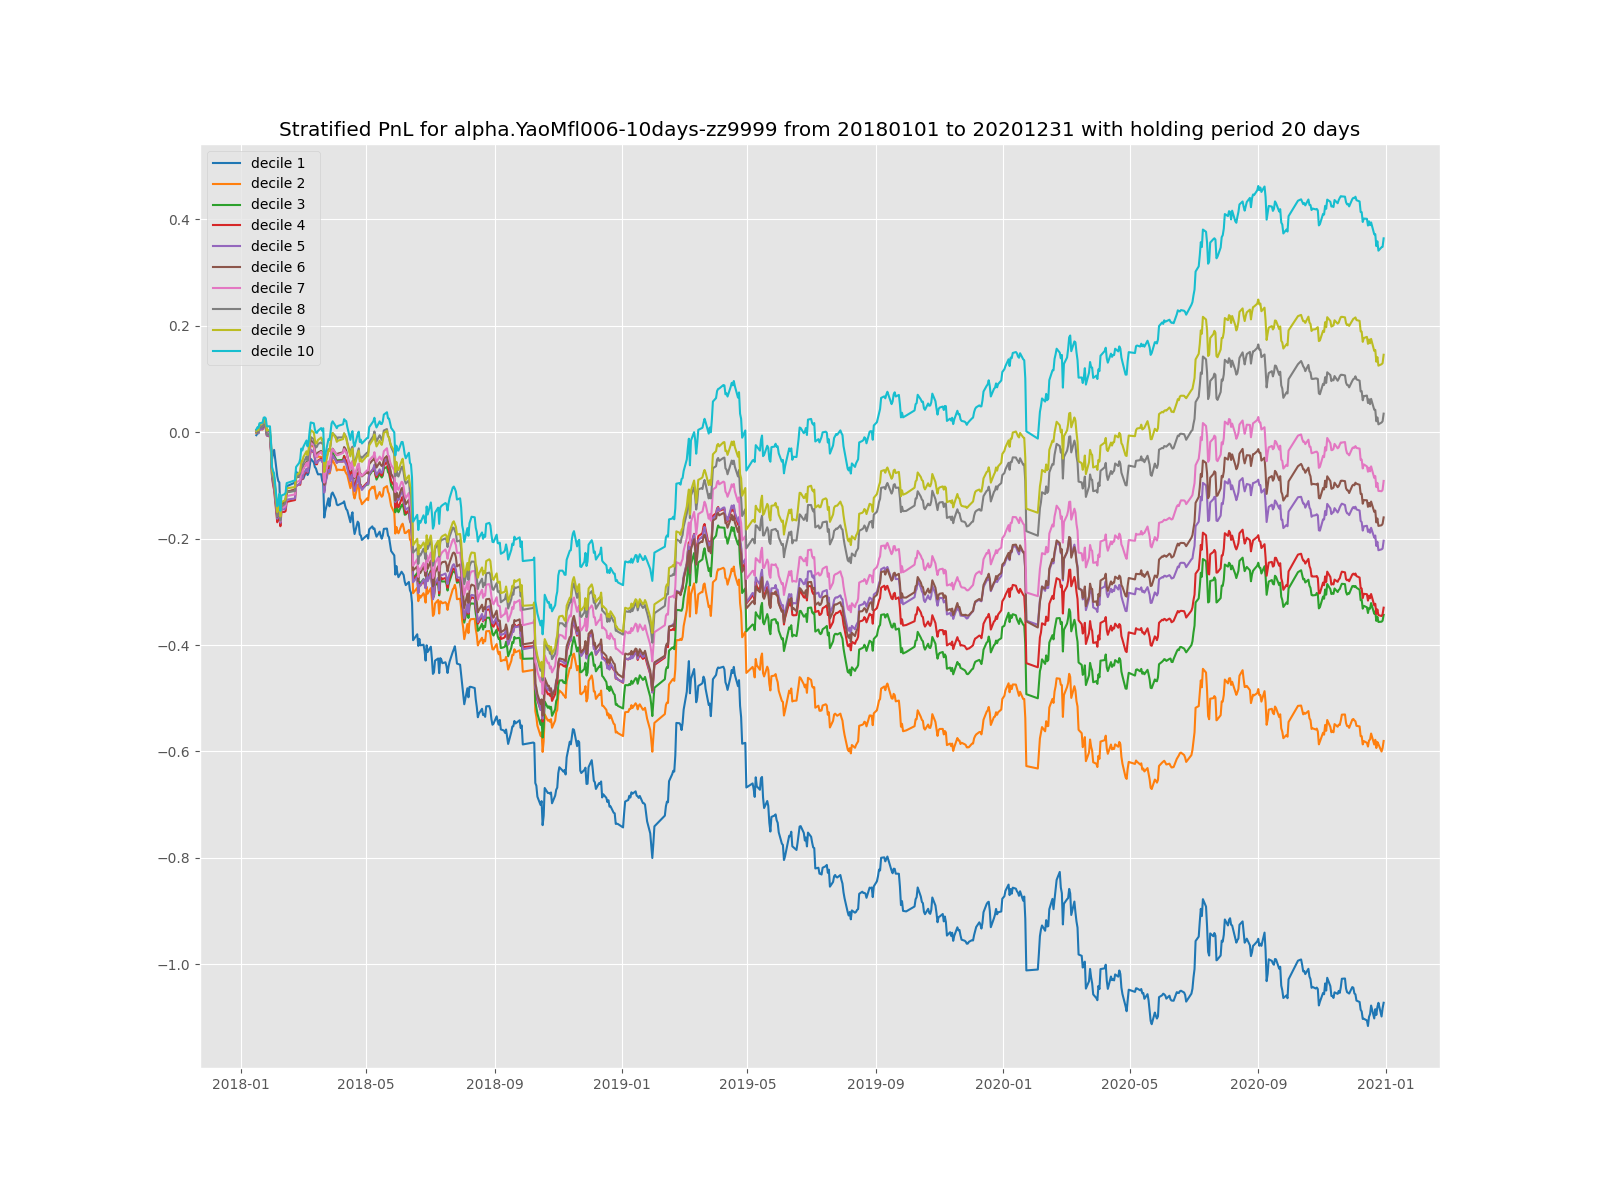 Stratified PnL for alpha.YaoMfl006-10days-zz9999 from 20180101 to 20201231 with holding period 20 days
decile 1
decile 2
decile 3
decile 4
decile 5
decile 6
decile 7
decile 8
decile 9
decile 10
0.4
0.2
0.0
−0.2
−0.4
−0.6
−0.8
−1.0
2018-01 2018-05 2018-09 2019-01 2019-05 2019-09 2020-01 2020-05 2020-09 2021-01